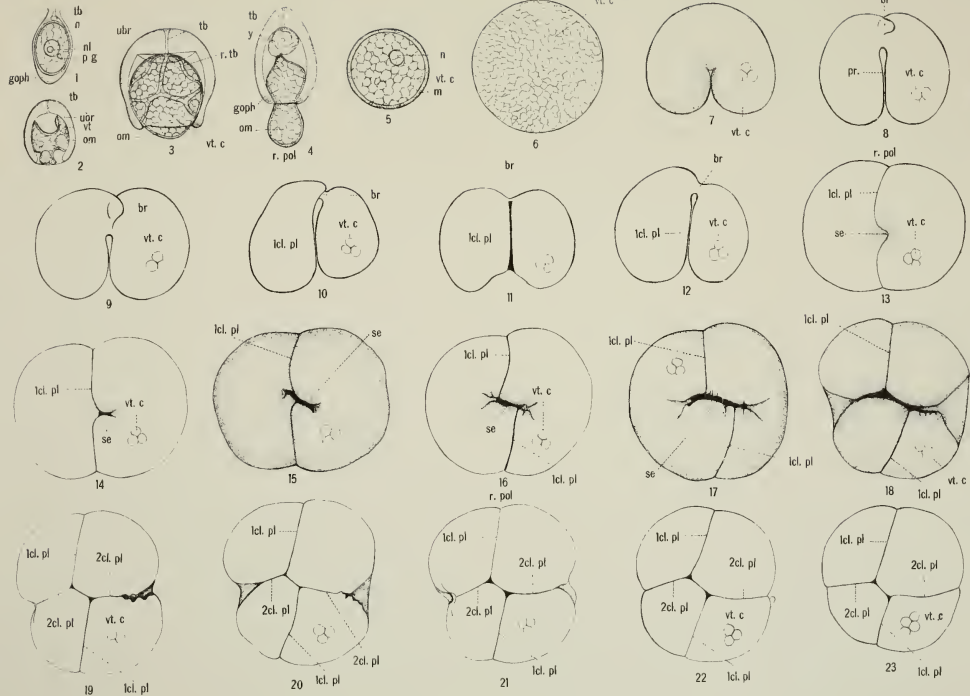 tb
n
nl
p g
goph
1
tb
ubr
vt
om
2
ubr
tb
r. tb
om
vt. c
3
tb
y
goph
om
r. pol
4
n
vt. c
m
5
vt. c
6
vt. c
7
br
pr.
vt. c
8
br
vt. c
9
br
1cl. pl
vt. c
10
br
1cl. pl
11
br
1cl. pl
vt. c
12
r. pol
1cl. pl
se
vt. c
13
1cl. pl
vt. c
se
14
1cl. pl
se
15
1cl. pl
vt. c
se
1cl. pl
16
1cl. pl
se
1cl. pl
17
1cl. pl
vt. c
1cl. pl
18
1cl. pl
2cl. pl
2cl. pl
vt. c
1cl. pl
19
1cl. pl
2cl. pl
2cl. pl
1cl. pl
20
r. pol
1cl. pl
2cl. pl
2cl. pl
1cl. pl
21
1cl. pl
2cl. pl
2cl. pl
vt. c
1cl. pl
22
1cl. pl
2cl. pl
2cl. pl
vt. c
1cl. pl
23